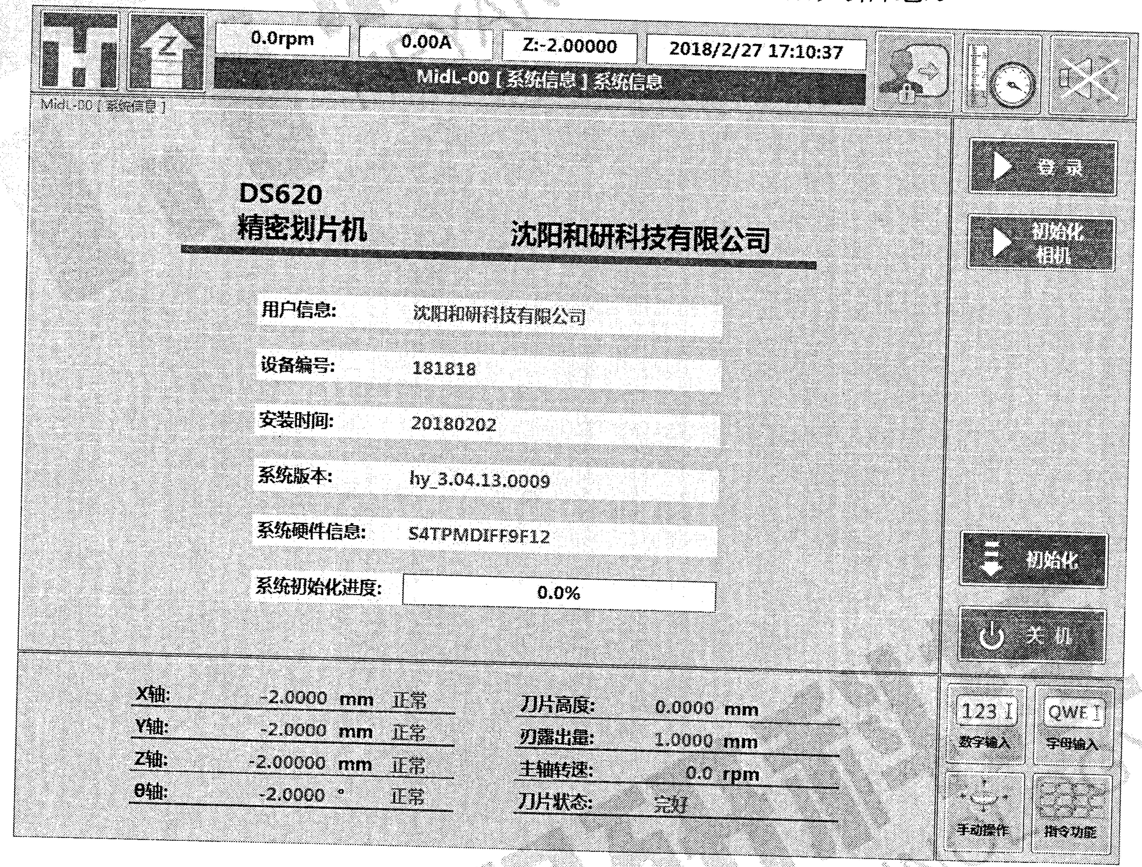 0.0rpm 0.00A Z:-2.00000 2018/2/27 17:10:37
MidL-00 [ 系统信息 ] 系统信息
MidL-00 [ 系统信息 ]
Z
登 录
初始化
相机
DS620
精密划片机 沈阳和研科技有限公司
用户信息: 沈阳和研科技有限公司
设备编号: 181818
安装时间: 20180202
系统版本: hy_3.04.13.0009
系统硬件信息: S4TPMDIFF9F12
系统初始化进度: 0.0%
初始化
关 机
X轴: -2.0000 mm 正常 刀片高度: 0.0000 mm
Y轴: -2.0000 mm 正常 刃露出量: 1.0000 mm
Z轴: -2.00000 mm 正常 主轴转速: 0.0 rpm
θ轴: -2.0000 ° 正常 刀片状态: 完好
123 I QWE I
数字输入 字母输入
手动操作 指令功能